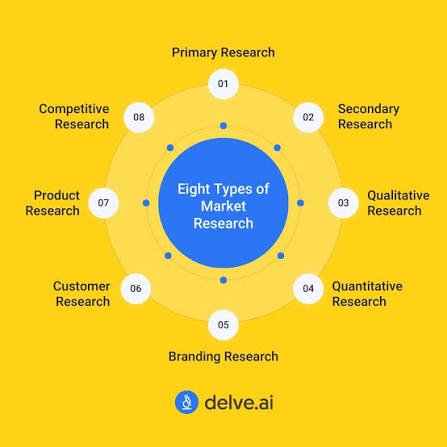 Primary Research
01
02
Secondary
Research
03
Qualitative
Research
04
Quantitative
Research
05
Branding Research
06
Customer
Research
07
Product
Research
08
Competitive
Research
Eight Types of
Market
Research
delve.ai